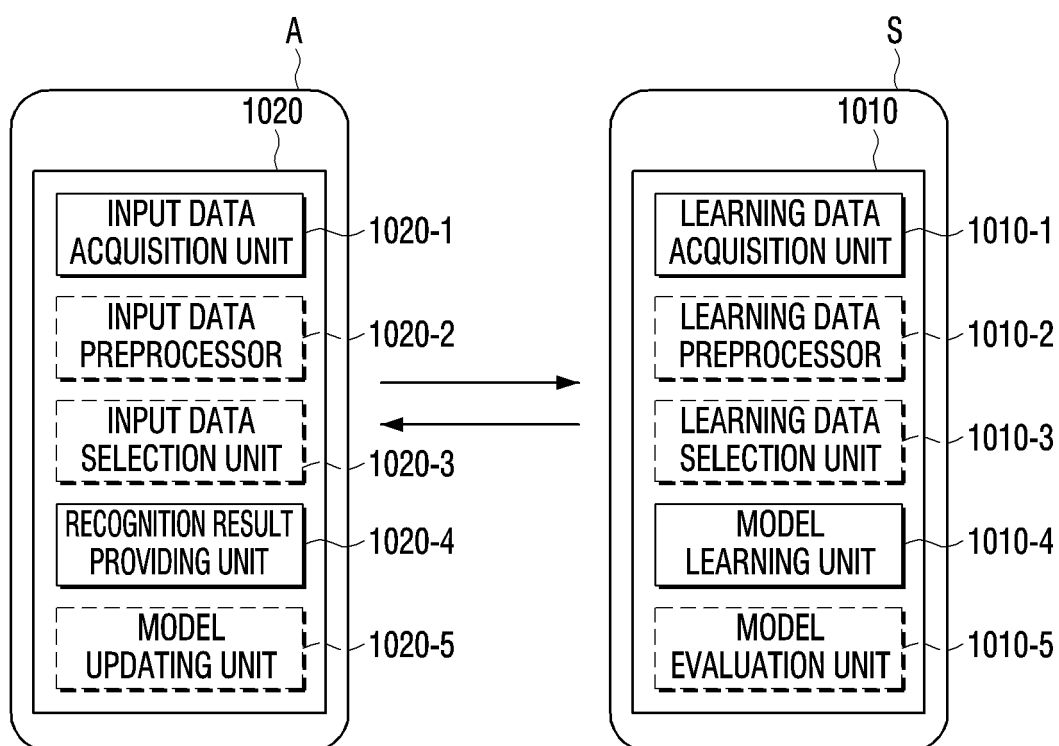 A
1020
INPUT DATA
ACQUISITION UNIT
1020-1
INPUT DATA
PREPROCESSOR
1020-2
INPUT DATA
SELECTION UNIT
1020-3
RECOGNITION RESULT
PROVIDING UNIT
1020-4
MODEL
UPDATING UNIT
1020-5
S
1010
LEARNING DATA
ACQUISITION UNIT
1010-1
LEARNING DATA
PREPROCESSOR
1010-2
LEARNING DATA
SELECTION UNIT
1010-3
MODEL
LEARNING UNIT
1010-4
MODEL
EVALUATION UNIT
1010-5